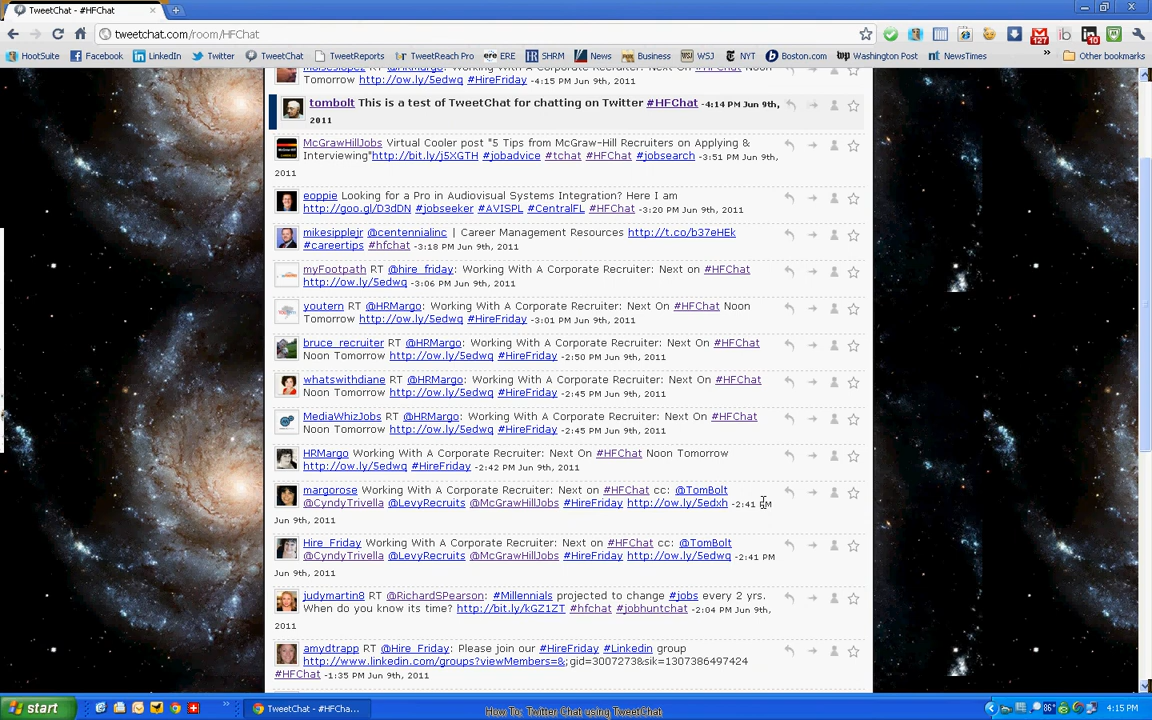 TweetChat - #HFChat
tweetchat.com/room/HFChat
HootSuite Facebook LinkedIn Twitter TweetChat TweetReports TweetReach Pro ere ERE SHRM News Business WSJ NYT Boston.com Washington Post NewsTimes Other bookmarks
127
10
Tomorrow http://ow.ly/5edwq #HireFriday -4:15 PM Jun 9th, 2011
tombolt This is a test of TweetChat for chatting on Twitter #HFChat -4:14 PM Jun 9th,
2011
McGrawHillJobs Virtual Cooler post "5 Tips from McGraw-Hill Recruiters on Applying &
Interviewing"http://bit.ly/j5XGTH #jobadvice #tchat #HFChat #jobsearch -3:51 PM Jun 9th,
2011
eoppie Looking for a Pro in Audiovisual Systems Integration? Here I am
http://goo.gl/D3dDN #jobseeker #AVISPL #CentralFL #HFChat -3:20 PM Jun 9th, 2011
mikesipplejr @centennialinc | Career Management Resources http://t.co/b37eHEk
#careertips #hfchat -3:18 PM Jun 9th, 2011
myFootpath RT @hire_friday: Working With A Corporate Recruiter: Next on #HFChat
http://ow.ly/5edwq -3:06 PM Jun 9th, 2011
youtern RT @HRMargo: Working With A Corporate Recruiter: Next On #HFChat Noon
Tomorrow http://ow.ly/5edwq #HireFriday -3:01 PM Jun 9th, 2011
bruce_recruiter RT @HRMargo: Working With A Corporate Recruiter: Next On #HFChat
Noon Tomorrow http://ow.ly/5edwq #HireFriday -2:50 PM Jun 9th, 2011
whatswithdiane RT @HRMargo: Working With A Corporate Recruiter: Next On #HFChat
Noon Tomorrow http://ow.ly/5edwq #HireFriday -2:45 PM Jun 9th, 2011
MediaWhizJobs RT @HRMargo: Working With A Corporate Recruiter: Next On #HFChat
Noon Tomorrow http://ow.ly/5edwq #HireFriday -2:45 PM Jun 9th, 2011
HRMargo Working With A Corporate Recruiter: Next On #HFChat Noon Tomorrow
http://ow.ly/5edwq #HireFriday -2:42 PM Jun 9th, 2011
margorose Working With A Corporate Recruiter: Next on #HFChat cc: @TomBolt
@CyndyTrivella @LevyRecruits @McGrawHillJobs #HireFriday http://ow.ly/5edxh -2:41 PM
Jun 9th, 2011
Hire_Friday Working With A Corporate Recruiter: Next on #HFChat cc: @TomBolt
@CyndyTrivella @LevyRecruits @McGrawHillJobs #HireFriday http://ow.ly/5edwq -2:41 PM
Jun 9th, 2011
judymartin8 RT @RichardSPearson: #Millennials projected to change #jobs every 2 yrs.
When do you know its time? http://bit.ly/kGZ1ZT #hfchat #jobhuntchat -2:04 PM Jun 9th,
2011
amydtrapp RT @Hire_Friday: Please join our #HireFriday #Linkedin group
http://www.linkedin.com/groups?viewMembers=&;gid=3007273&sik=1307386497424
#HFChat -1:35 PM Jun 9th, 2011
start TweetChat - #HFCha... How To: Twitter Chat using TweetChat 86° 4:15 PM